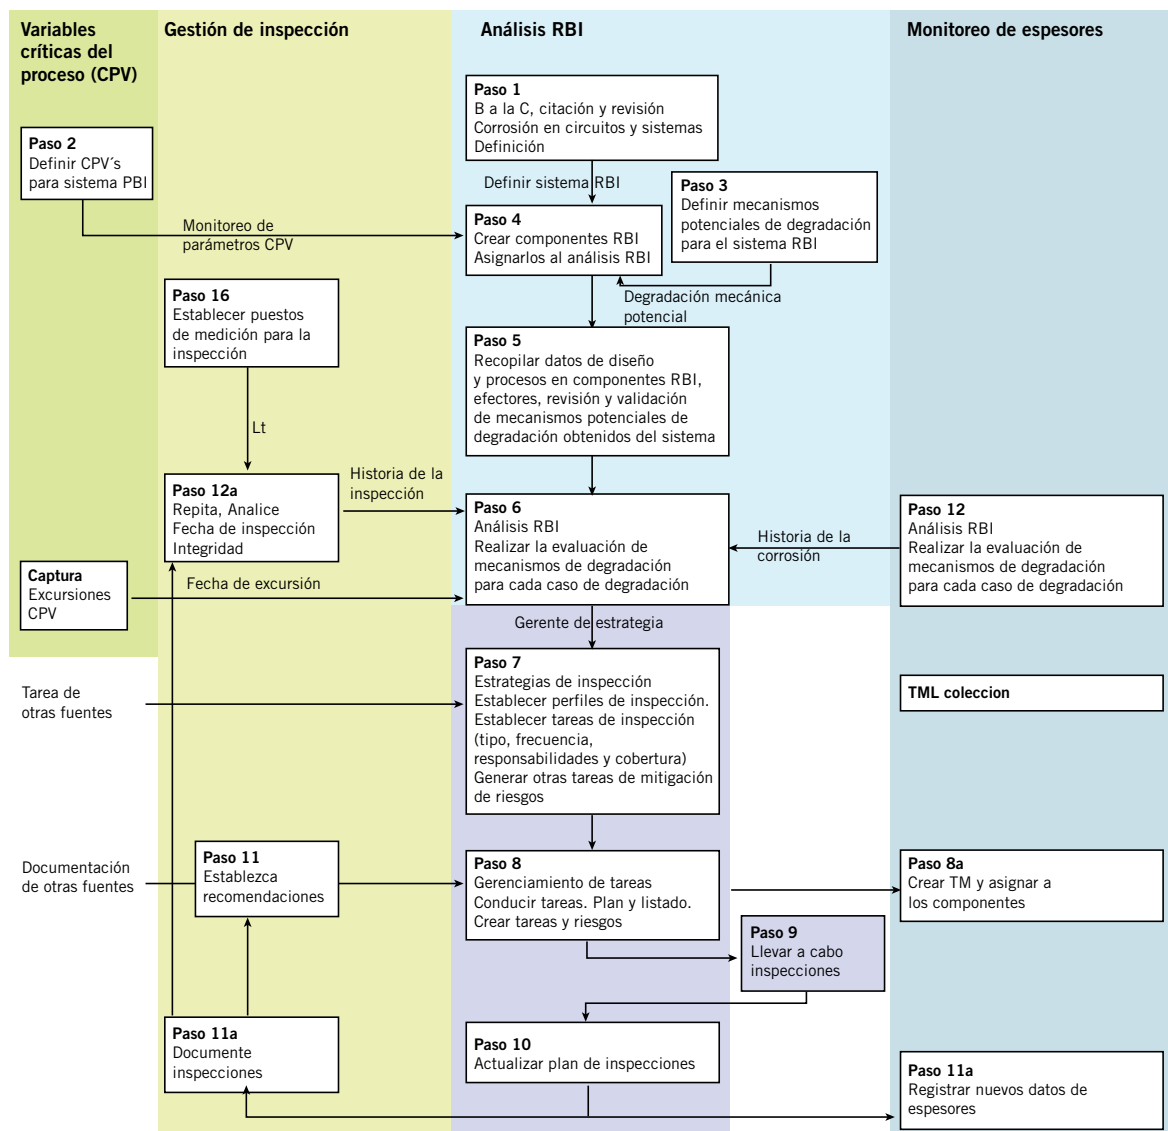 Variables
críticas del
proceso (CPV)
Gestión de inspección
Análisis RBI
Monitoreo de espesores
Paso 1
B a la C, citación y revisión
Corrosión en circuitos y sistemas
Definición
Paso 2
Definir CPV´s
para sistema PBI
Definir sistema RBI
Paso 3
Definir mecanismos
potenciales de degradación
para el sistema RBI
Monitoreo de
parámetros CPV
Paso 4
Crear componentes RBI
Asignarlos al análisis RBI
Degradación mecánica
potencial
Paso 16
Establecer puestos
de medición para la
inspección
Paso 5
Recopilar datos de diseño
y procesos en componentes RBI,
efectores, revisión y validación
de mecanismos potenciales de
degradación obtenidos del sistema
Lt
Historia de la
inspección
Paso 12a
Repita, Analice
Fecha de inspección
Integridad
Paso 6
Análisis RBI
Realizar la evaluación de
mecanismos de degradación
para cada caso de degradación
Historia de la
corrosión
Paso 12
Análisis RBI
Realizar la evaluación de
mecanismos de degradación
para cada caso de degradación
Captura
Excursiones
CPV
Fecha de excursión
Gerente de estrategia
Paso 7
Estrategias de inspección
Establecer perfiles de inspección.
Establecer tareas de inspección
(tipo, frecuencia,
responsabilidades y cobertura)
Generar otras tareas de mitigación
de riesgos
Tarea de
otras fuentes
TML coleccion
Documentación
de otras fuentes
Paso 11
Establezca
recomendaciones
Paso 8
Gerenciamiento de tareas
Conducir tareas. Plan y listado.
Crear tareas y riesgos
Paso 8a
Crear TM y asignar a
los componentes
Paso 9
Llevar a cabo
inspecciones
Paso 11a
Documente
inspecciones
Paso 10
Actualizar plan de inspecciones
Paso 11a
Registrar nuevos datos de
espesores